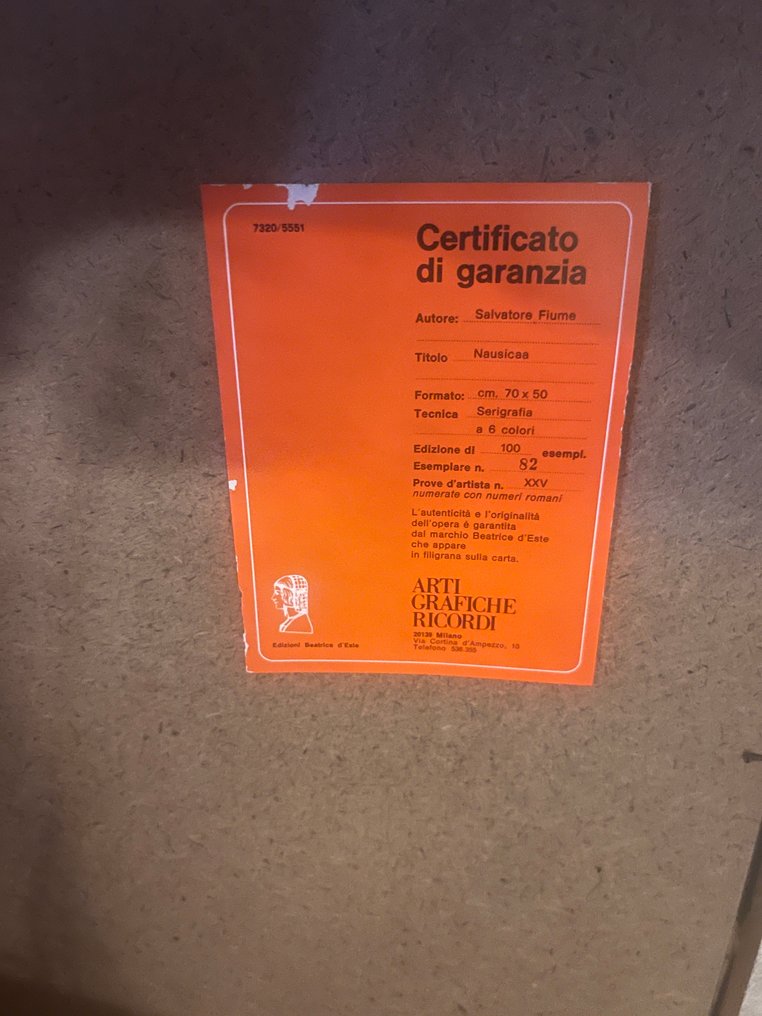 7320/5551
Certificato
di garanzia
Autore: Salvatore Fiume
Titolo Nausicaa
Formato: cm. 70 x 50
Tecnica Serigrafia
a 6 colori
Edizione di 100 esempl.
Esemplare n. 82
Prove d'artista n. XXV
numerate con numeri romani
L'autenticità e l'originalità
dell'opera é garantita
dal marchio Beatrice d'Este
che appare
in filigrana sulla carta.
ARTI
GRAFICHE
RICORDI
20139 Milano
Via Cortina d'Ampezzo, 10
Telefono 536.355
Edizioni Beatrice d'Este